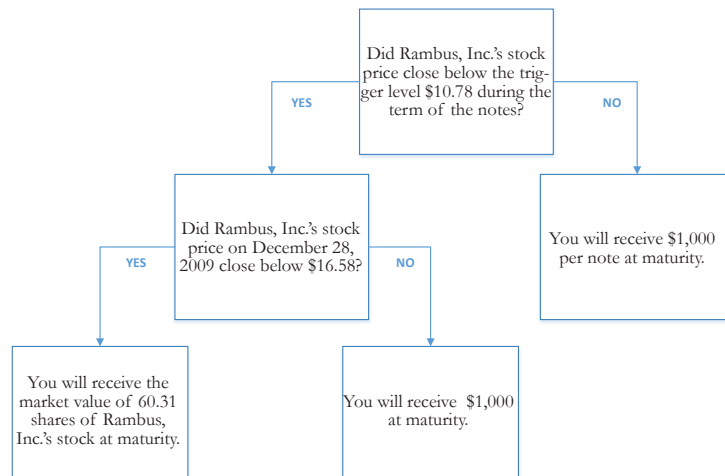 Did Rambus, Inc.'s stock
price close below the trig-
ger level $10.78 during the
term of the notes?
YES
NO
Did Rambus, Inc.'s stock
price on December 28,
2009 close below $16.58?
You will receive $1,000
per note at maturity.
YES
NO
You will receive the
market value of 60.31
shares of Rambus,
Inc.'s stock at maturity.
You will receive $1,000
at maturity.